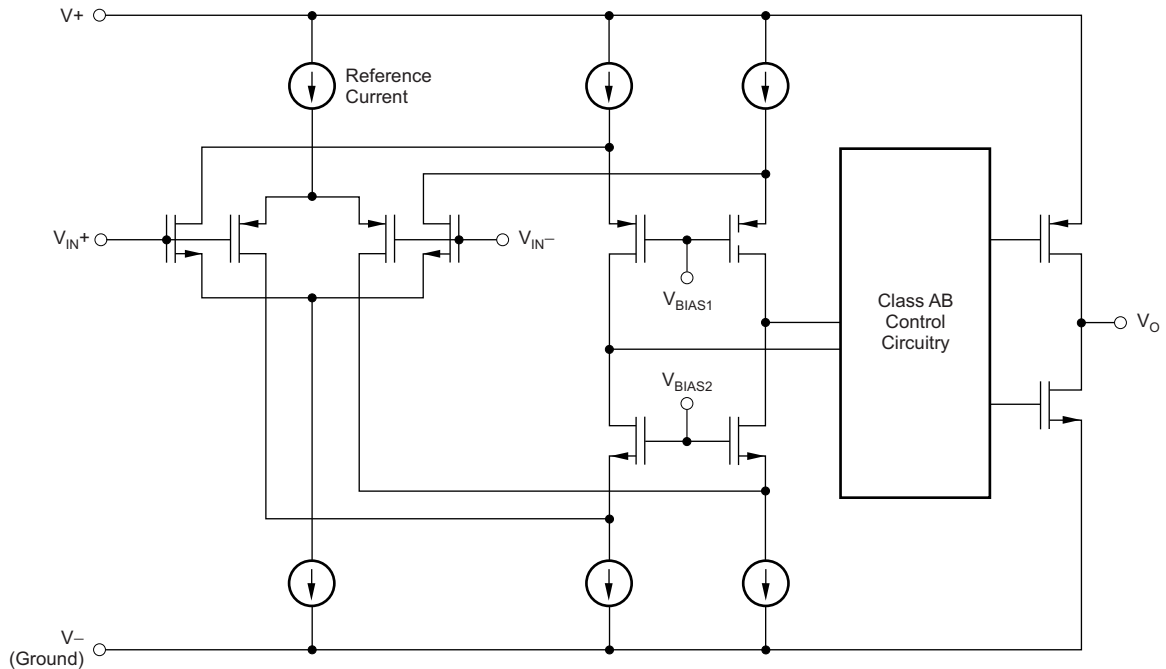 V+
Reference
Current
V_IN+
V_IN−
V_BIAS1
V_BIAS2
Class AB
Control
Circuitry
V_O
V−
(Ground)